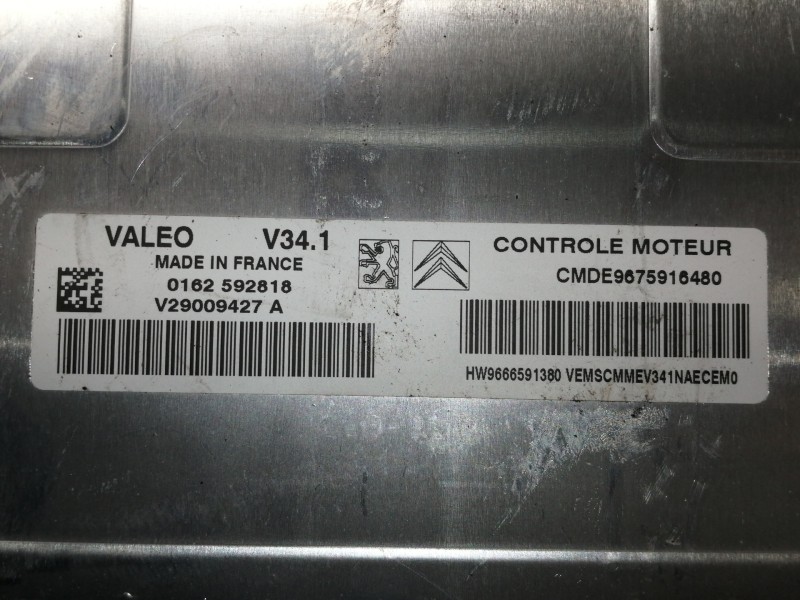 VALEO V34.1
MADE IN FRANCE
0162 592818
V29009427 A
CONTROLE MOTEUR
CMDE9675916480
HW9666591380 VEMSCMMEV341NAECEM0